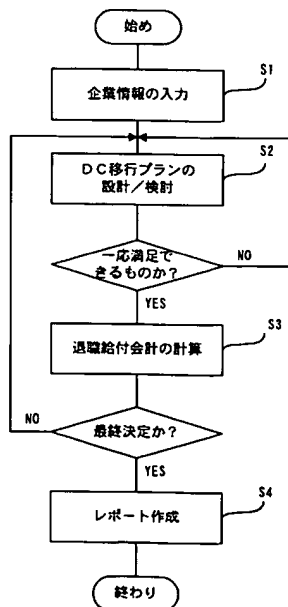 始め
S1
企業情報の入力
S2
DC移行プランの
設計／検討
一応満足で
きるものか？
NO
YES
S3
退職給付会計の計算
NO
最終決定か？
YES
S4
レポート作成
終わり